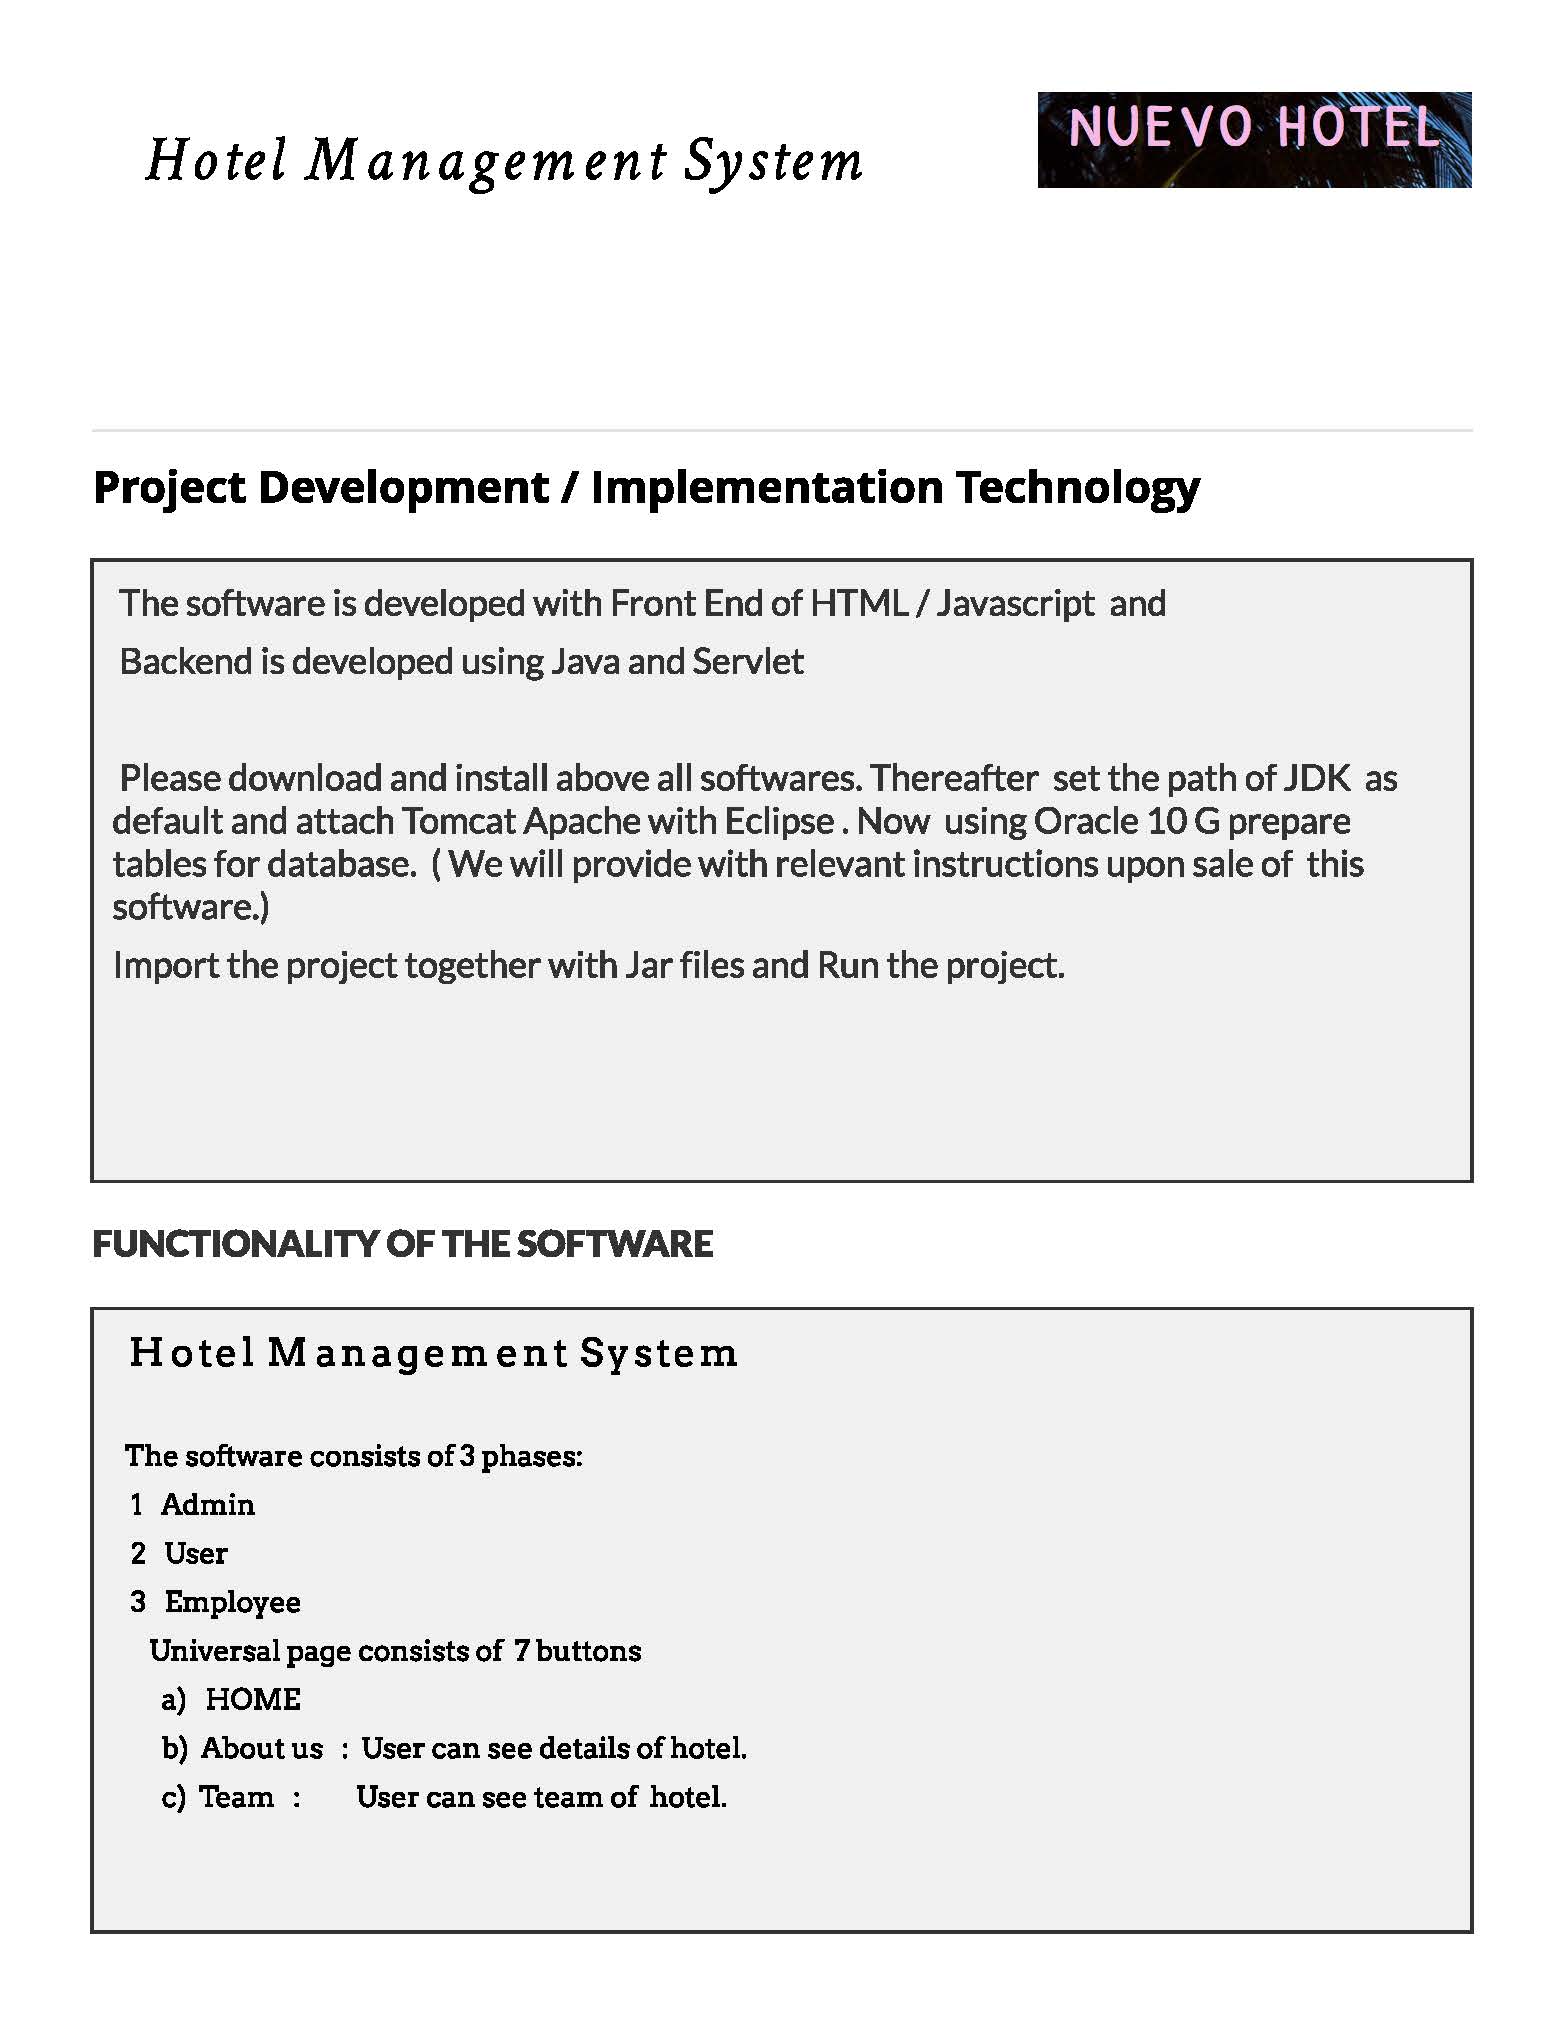 Hotel Management System
NUEVO HOTEL
Project Development / Implementation Technology
The software is developed with Front End of HTML / Javascript and
Backend is developed using Java and Servlet
Please download and install above all softwares. Thereafter set the path of JDK as
default and attach Tomcat Apache with Eclipse . Now using Oracle 10 G prepare
tables for database. ( We will provide with relevant instructions upon sale of this
software.)
Import the project together with Jar files and Run the project.
FUNCTIONALITY OF THE SOFTWARE
Hotel Management System
The software consists of 3 phases:
1 Admin
2 User
3 Employee
Universal page consists of 7 buttons
a) HOME
b) About us : User can see details of hotel.
c) Team : User can see team of hotel.